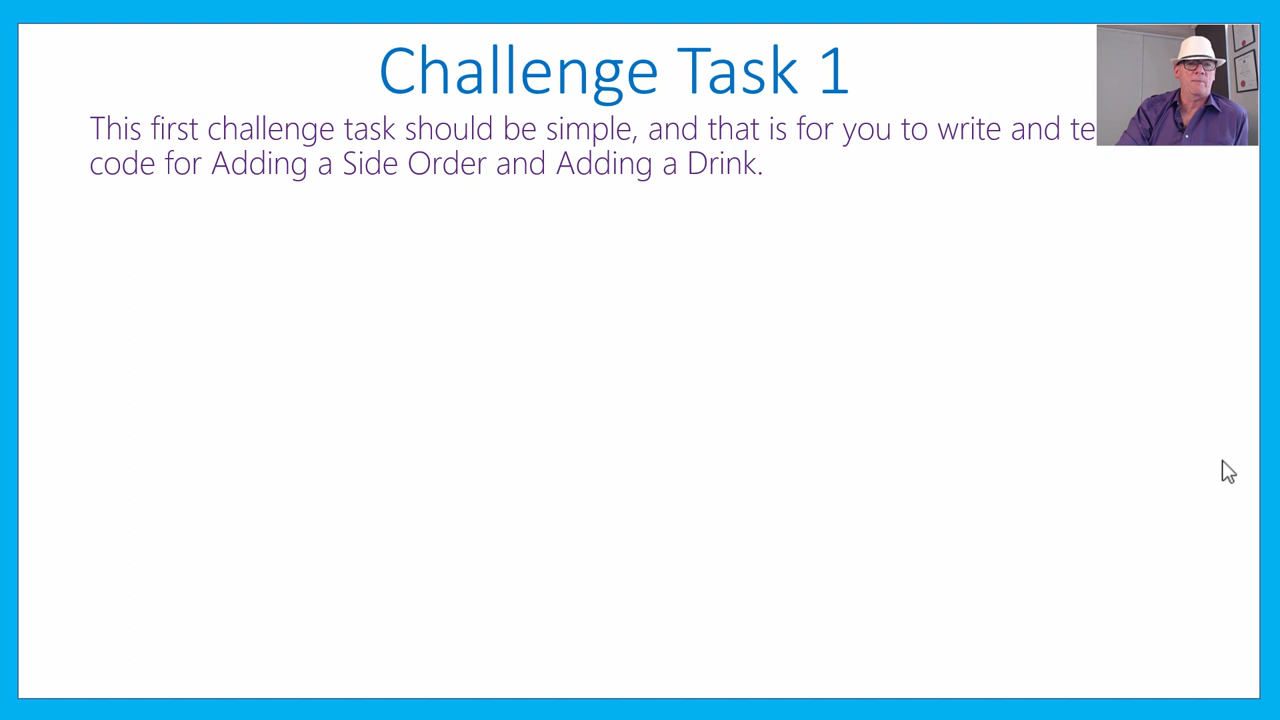 Challenge Task 1
This first challenge task should be simple, and that is for you to write and
code for Adding a Side Order and Adding a Drink.